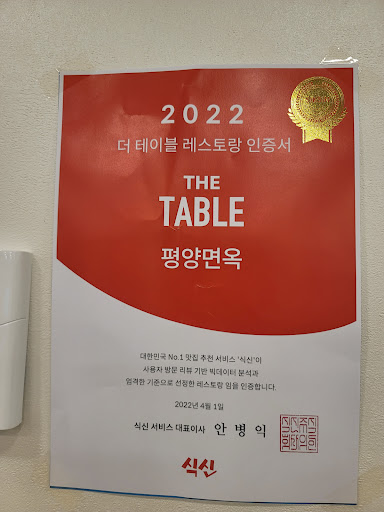 2022
더 테이블 레스토랑 인증서
THE
TABLE
평양면옥
대한민국 No.1 맛집 추천 서비스 '식신'이
사용자 방문 리뷰 기반 빅데이터 분석과
엄격한 기준으로 선정한 레스토랑 임을 인증합니다.
2022년 4월 1일
식신 서비스 대표이사 안병익
식신